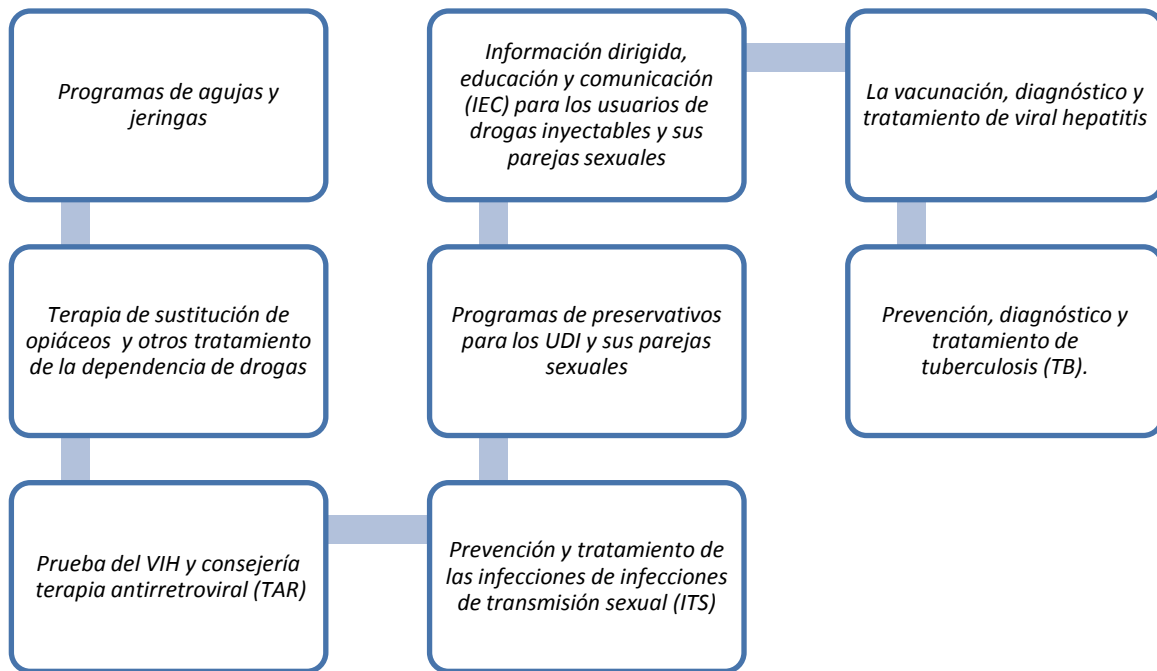 Programas de agujas y
jeringas
Terapia de sustitución de
opiáceos y otros tratamiento
de la dependencia de drogas
Prueba del VIH y consejería
terapia antirretroviral (TAR)
Prevención y tratamiento de
las infecciones de infecciones
de transmisión sexual (ITS)
Programas de preservativos
para los UDI y sus parejas
sexuales
Información dirigida,
educación y comunicación
(IEC) para los usuarios de
drogas inyectables y sus
parejas sexuales
La vacunación, diagnóstico y
tratamiento de viral hepatitis
Prevención, diagnóstico y
tratamiento de
tuberculosis (TB).